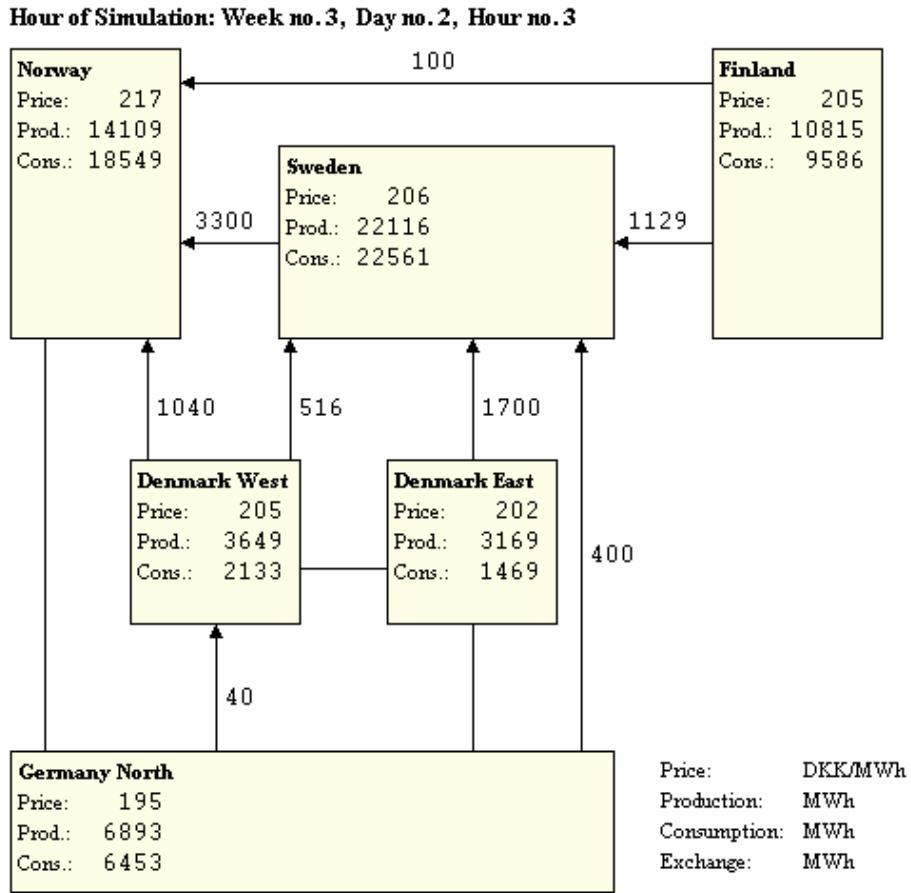 Hour of Simulation: Week no. 3, Day no. 2, Hour no. 3
100
Norway
Price: 217
Prod.: 14109
Cons.: 18549
Finland
Price: 205
Prod.: 10815
Cons.: 9586
Sweden
Price: 206
Prod.: 22116
Cons.: 22561
3300
1129
1040
516
1700
Denmark West
Price: 205
Prod.: 3649
Cons.: 2133
Denmark East
Price: 202
Prod.: 3169
Cons.: 1469
400
40
Germany North
Price: 195
Prod.: 6893
Cons.: 6453
Price: DKK/MWh
Production: MWh
Consumption: MWh
Exchange: MWh